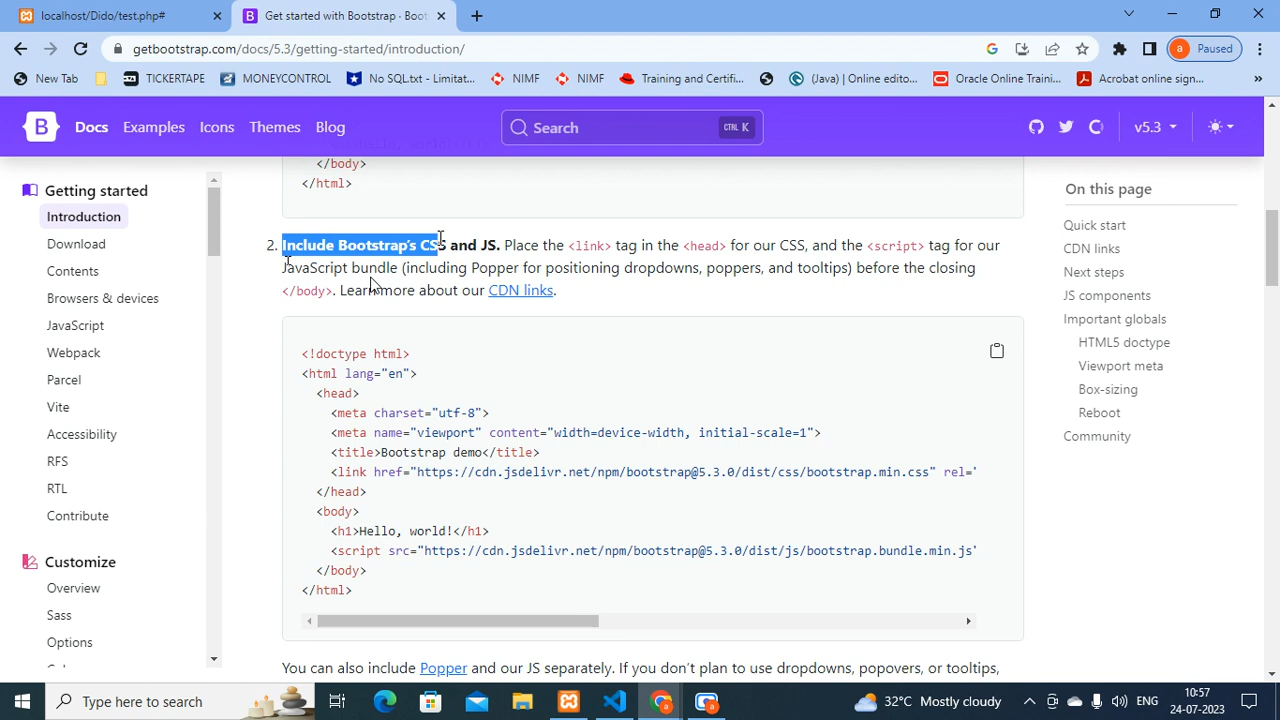 localhost/Dido/test.php#
Get started with Bootstrap · Boot
getbootstrap.com/docs/5.3/getting-started/introduction/
a Paused
New Tab
TICKERTAPE
MONEYCONTROL
No SQL.txt - Limitat...
NIMF
NIMF
Training and Certifi...
(Java) | Online edito...
Oracle Online Traini...
Acrobat online sign...
»
B
Docs
Examples
Icons
Themes
Blog
Search
CTRL K
v5.3
Getting started
Introduction
Download
Contents
Browsers & devices
JavaScript
Webpack
Parcel
Vite
Accessibility
RFS
RTL
Contribute
Customize
Overview
Sass
Options
</body>
</html>
2. Include Bootstrap’s CSS and JS. Place the <link> tag in the <head> for our CSS, and the <script> tag for our
JavaScript bundle (including Popper for positioning dropdowns, poppers, and tooltips) before the closing
</body>. Learn more about our CDN links.
<!doctype html>
<html lang="en">
<head>
<meta charset="utf-8">
<meta name="viewport" content="width=device-width, initial-scale=1">
<title>Bootstrap demo</title>
<link href="https://cdn.jsdelivr.net/npm/bootstrap@5.3.0/dist/css/bootstrap.min.css" rel="
</head>
<body>
<h1>Hello, world!</h1>
<script src="https://cdn.jsdelivr.net/npm/bootstrap@5.3.0/dist/js/bootstrap.bundle.min.js"
</body>
</html>
You can also include Popper and our JS separately. If you don’t plan to use dropdowns, popovers, or tooltips,
On this page
Quick start
CDN links
Next steps
JS components
Important globals
HTML5 doctype
Viewport meta
Box-sizing
Reboot
Community
Type here to search
32°C Mostly cloudy
ENG
10:57
24-07-2023